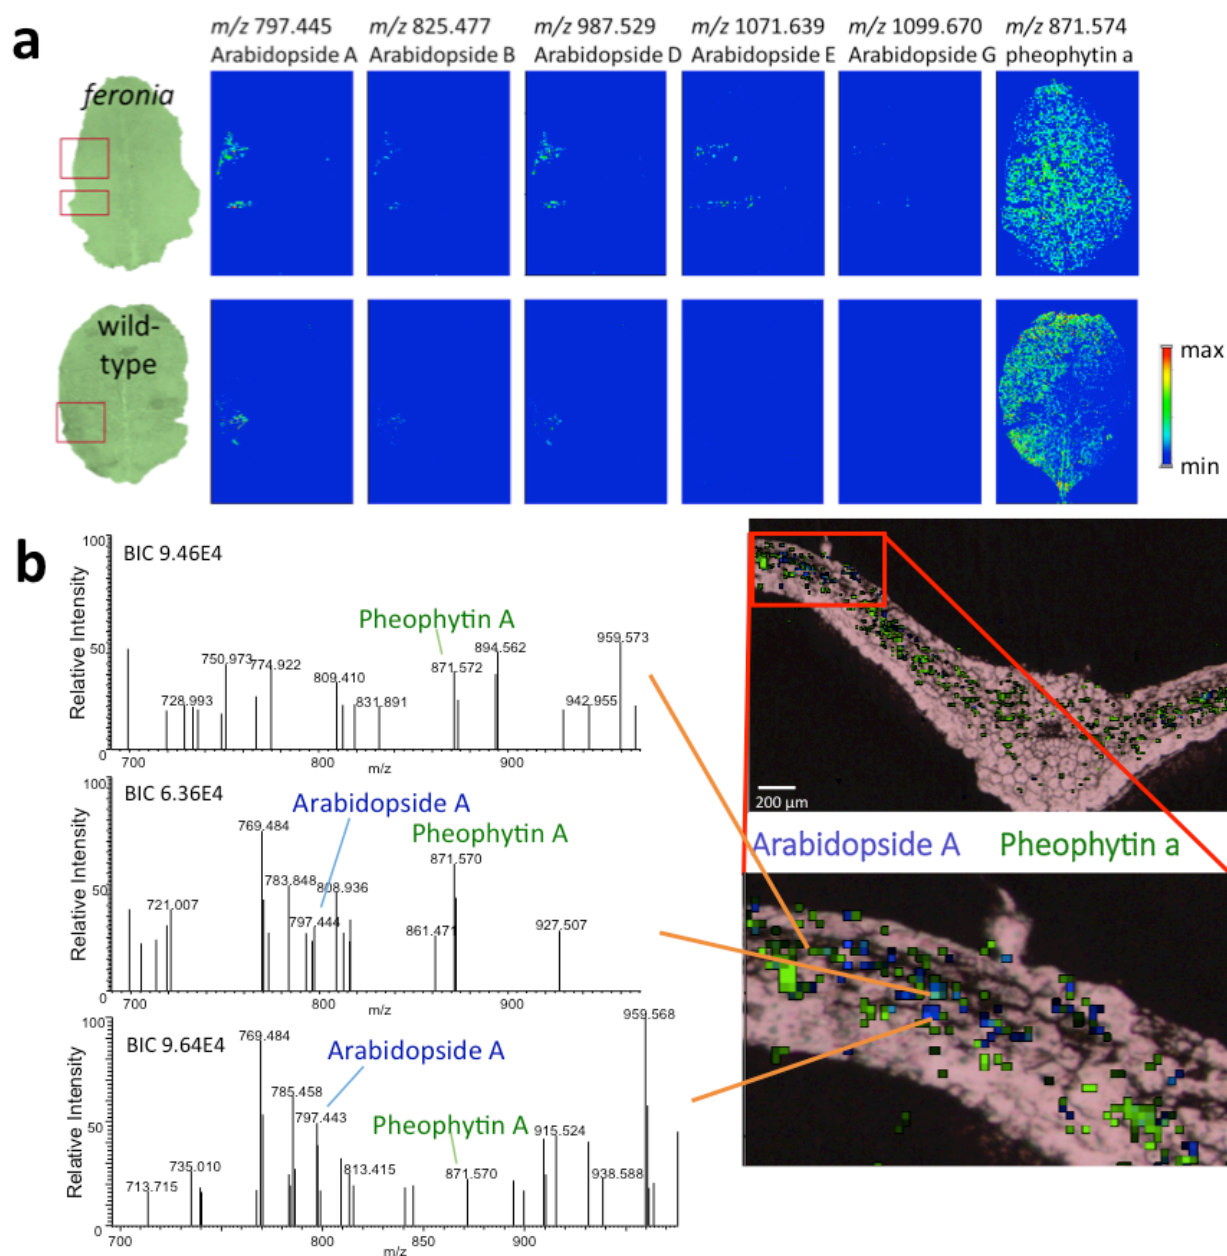 a
m/z 797.445 m/z 825.477 m/z 987.529 m/z 1071.639 m/z 1099.670 m/z 871.574
Arabidopside A Arabidopside B Arabidopside D Arabidopside E Arabidopside G pheophytin a
feronia
wild-
type
max
min
b
BIC 9.46E4
Relative Intensity
100
50
0
Pheophytin A
728.993
750.973
774.922
809.410
831.891
871.572
894.562
942.955
959.573
700 800 900
m/z
BIC 6.36E4
Relative Intensity
100
50
0
Arabidopside A
Pheophytin A
721.007
769.484
783.848
797.444
808.936
861.471
871.570
927.507
700 800 900
m/z
BIC 9.64E4
Relative Intensity
100
50
0
Arabidopside A
Pheophytin A
713.715
735.010
769.484
785.458
797.443
813.415
871.570
915.524
938.588
959.568
700 800 850 900
m/z
200 µm
Arabidopside A Pheophytin a